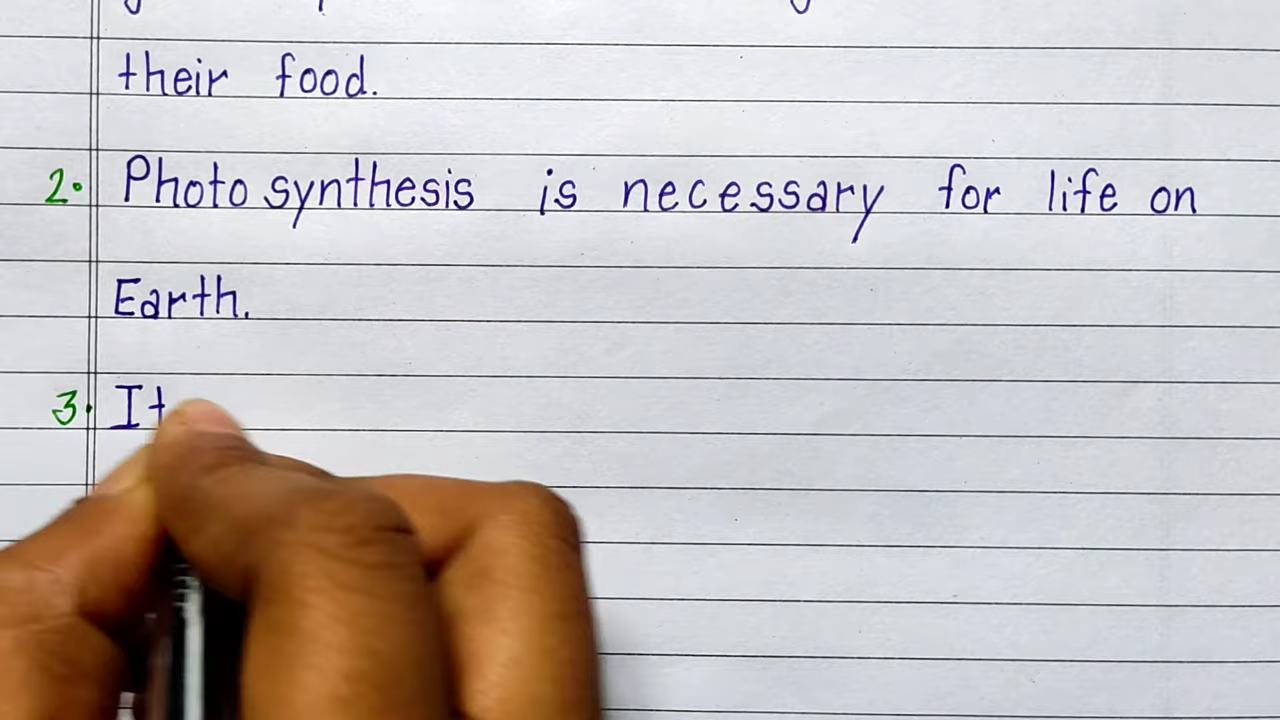 their food.
2. Photosynthesis is necessary for life on
Earth.
3. It